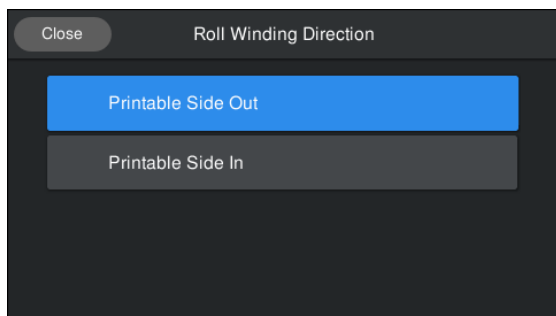 Close
Roll Winding Direction
Printable Side Out
Printable Side In